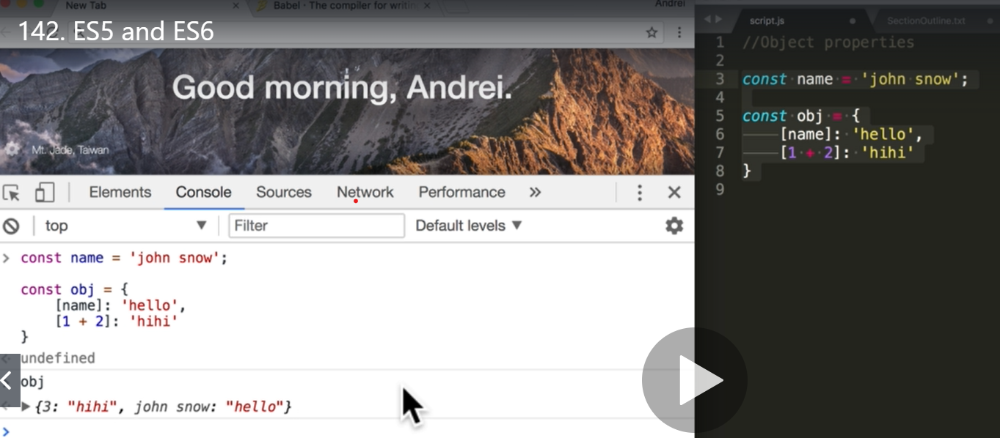 New Tab
Babel · The compiler for writin
Andrei
142. ES5 and ES6
Good morning, Andrei.
Mt. Jade, Taiwan
Elements Console Sources Network Performance »
top Filter Default levels
> const name = 'john snow';
const obj = {
[name]: 'hello',
[1 + 2]: 'hihi'
}
undefined
obj
{3: "hihi", john snow: "hello"}
>
script.js SectionOutline.txt
1 //Object properties
2
3 const name = 'john snow';
4
5 const obj = {
6 [name]: 'hello',
7 [1 + 2]: 'hihi'
8 }
9